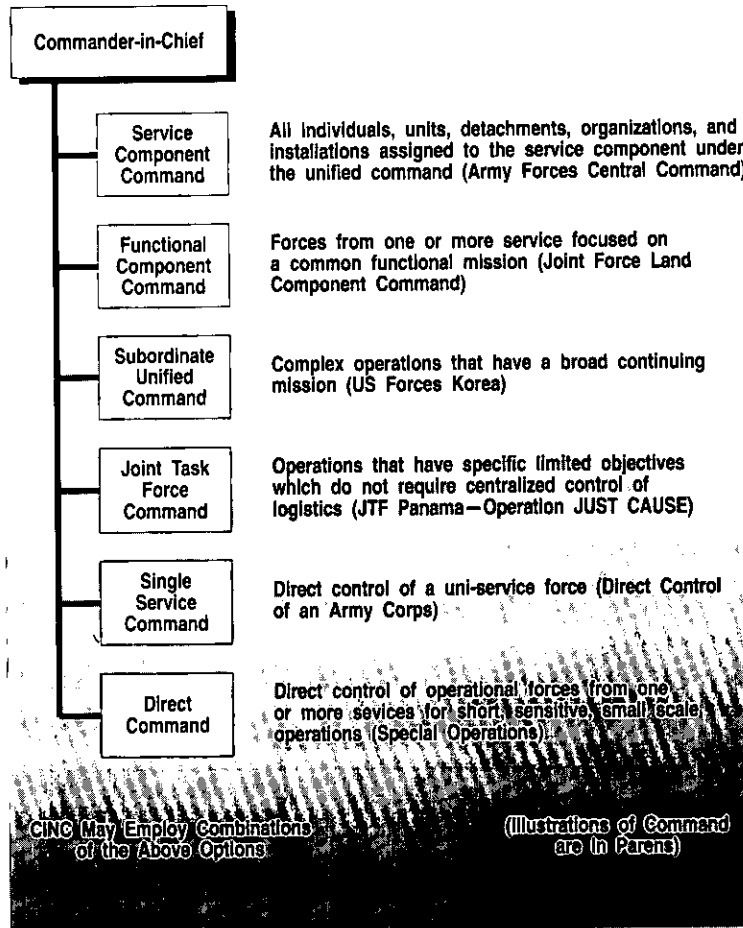 Commander-in-Chief
Service
Component
Command
All individuals, units, detachments, organizations, and
installations assigned to the service component under
the unified command (Army Forces Central Command)
Functional
Component
Command
Forces from one or more service focused on
a common functional mission (Joint Force Land
Component Command)
Subordinate
Unified
Command
Complex operations that have a broad continuing
mission (US Forces Korea)
Joint Task
Force
Command
Operations that have specific limited objectives
which do not require centralized control of
logistics (JTF Panama—Operation JUST CAUSE)
Single
Service
Command
Direct control of a uni-service force (Direct Control
of an Army Corps)
Direct
Command
Direct control of operational forces from one
or more sevices for short, sensitive, small scale
operations (Special Operations).
CINC May Employ Combinations
of the Above Options
(Illustrations of Command
are in Parens)